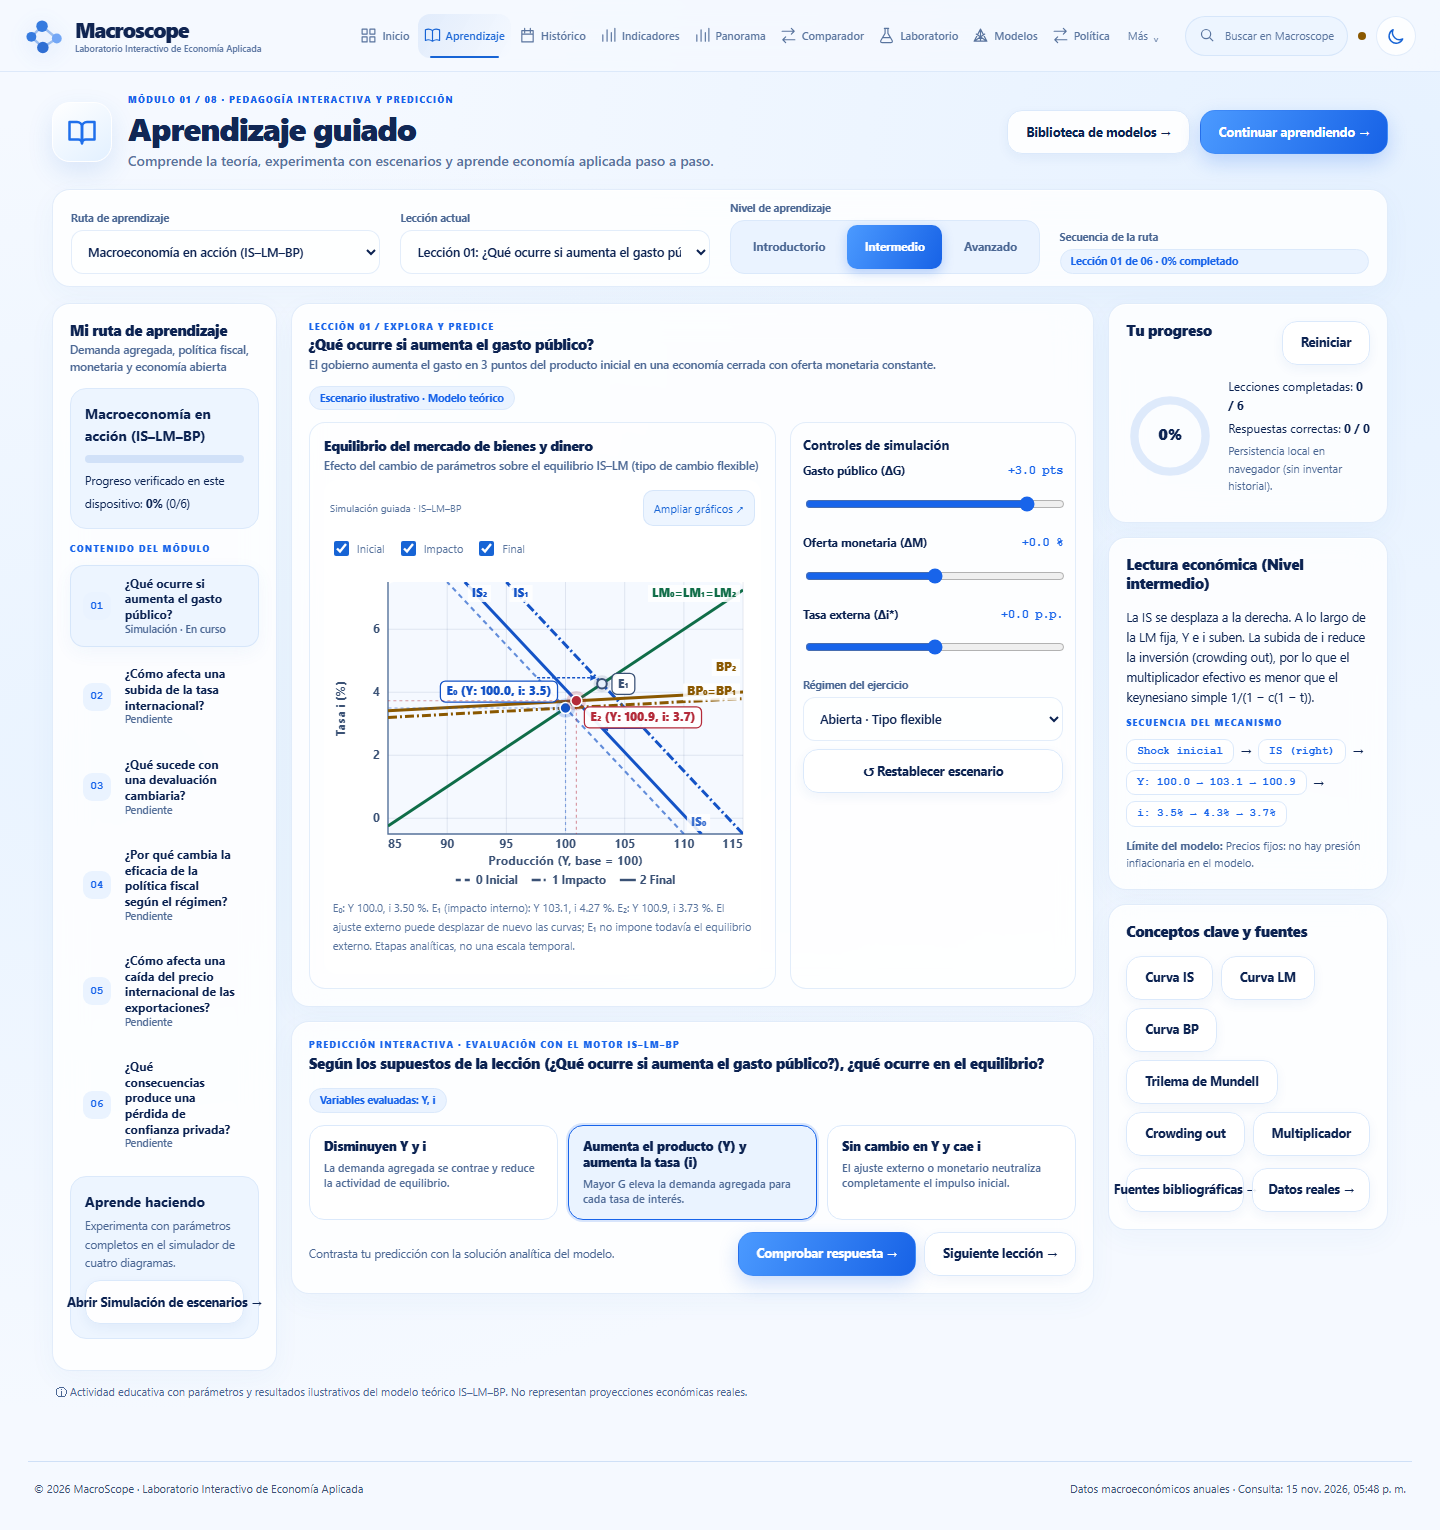 Macroscope
Laboratorio Interactivo de Economía Aplicada
Inicio
Aprendizaje
Histórico
Indicadores
Panorama
Comparador
Laboratorio
Modelos
Política
Más
Buscar en Macroscope
MÓDULO 01 / 08 · PEDAGOGÍA INTERACTIVA Y PREDICCIÓN
Aprendizaje guiado
Comprende la teoría, experimenta con escenarios y aprende economía aplicada paso a paso.
Biblioteca de modelos →
Continuar aprendiendo →
Ruta de aprendizaje
Macroeconomía en acción (IS–LM–BP)
Lección actual
Lección 01: ¿Qué ocurre si aumenta el gasto pú
Nivel de aprendizaje
Introductorio
Intermedio
Avanzado
Secuencia de la ruta
Lección 01 de 06 · 0% completado
Mi ruta de aprendizaje
Demanda agregada, política fiscal,
monetaria y economía abierta
Macroeconomía en
acción (IS–LM–BP)
Progreso verificado en este
dispositivo: 0% (0/6)
CONTENIDO DEL MÓDULO
01
¿Qué ocurre si
aumenta el gasto
público?
Simulación · En curso
02
¿Cómo afecta una
subida de la tasa
internacional?
Pendiente
03
¿Qué sucede con
una devaluación
cambiaria?
Pendiente
04
¿Por qué cambia la
eficacia de la
política fiscal
según el régimen?
Pendiente
05
¿Cómo afecta una
caída del precio
internacional de las
exportaciones?
Pendiente
06
¿Qué
consecuencias
produce una
pérdida de
confianza privada?
Pendiente
Aprende haciendo
Experimenta con parámetros
completos en el simulador de
cuatro diagramas.
Abrir Simulación de escenarios →
LECCIÓN 01 / EXPLORA Y PREDICE
¿Qué ocurre si aumenta el gasto público?
El gobierno aumenta el gasto en 3 puntos del producto inicial en una economía cerrada con oferta monetaria constante.
Escenario ilustrativo · Modelo teórico
Equilibrio del mercado de bienes y dinero
Efecto del cambio de parámetros sobre el equilibrio IS–LM (tipo de cambio flexible)
Simulación guiada · IS–LM–BP
Ampliar gráficos ↗
Inicial
Impacto
Final
IS₂
IS₁
LM₀=LM₁=LM₂
BP₂
BP₀=BP₁
E₀ (Y: 100.0, i: 3.5)
E₁
E₂ (Y: 100.9, i: 3.7)
IS₀
Tasa i (%)
6
4
2
0
85
90
95
100
105
110
115
Producción (Y, base = 100)
0 Inicial
1 Impacto
2 Final
E₀: Y 100.0, i 3.50 %. E₁ (impacto interno): Y 103.1, i 4.27 %. E₂: Y 100.9, i 3.73 %. El
ajuste externo puede desplazar de nuevo las curvas; E₁ no impone todavía el equilibrio
externo. Etapas analíticas, no una escala temporal.
Controles de simulación
Gasto público (ΔG)
+3.0 pts
Oferta monetaria (ΔM)
+0.0 %
Tasa externa (Δi*)
+0.0 p.p.
Régimen del ejercicio
Abierta · Tipo flexible
↺ Restablecer escenario
PREDICCIÓN INTERACTIVA · EVALUACIÓN CON EL MOTOR IS–LM–BP
Según los supuestos de la lección (¿Qué ocurre si aumenta el gasto público?), ¿qué ocurre en el equilibrio?
Variables evaluadas: Y, i
Disminuyen Y y i
La demanda agregada se contrae y reduce
la actividad de equilibrio.
Aumenta el producto (Y) y
aumenta la tasa (i)
Mayor G eleva la demanda agregada para
cada tasa de interés.
Sin cambio en Y y cae i
El ajuste externo o monetario neutraliza
completamente el impulso inicial.
Contrasta tu predicción con la solución analítica del modelo.
Comprobar respuesta →
Siguiente lección →
Tu progreso
Reiniciar
0%
Lecciones completadas: 0
/ 6
Respuestas correctas: 0 / 0
Persistencia local en
navegador (sin inventar
historial).
Lectura económica (Nivel
intermedio)
La IS se desplaza a la derecha. A lo largo de
la LM fija, Y e i suben. La subida de i reduce
la inversión (crowding out), por lo que el
multiplicador efectivo es menor que el
keynesiano simple 1/(1 − c(1 − t)).
SECUENCIA DEL MECANISMO
Shock inicial → IS (right) →
Y: 100.0 → 103.1 → 100.9 →
i: 3.5% → 4.3% → 3.7%
Límite del modelo: Precios fijos: no hay presión
inflacionaria en el modelo.
Conceptos clave y fuentes
Curva IS
Curva LM
Curva BP
Trilema de Mundell
Crowding out
Multiplicador
Fuentes bibliográficas
Datos reales →
ⓘ Actividad educativa con parámetros y resultados ilustrativos del modelo teórico IS–LM–BP. No representan proyecciones económicas reales.
© 2026 MacroScope · Laboratorio Interactivo de Economía Aplicada
Datos macroeconómicos anuales · Consulta: 15 nov. 2026, 05:48 p. m.